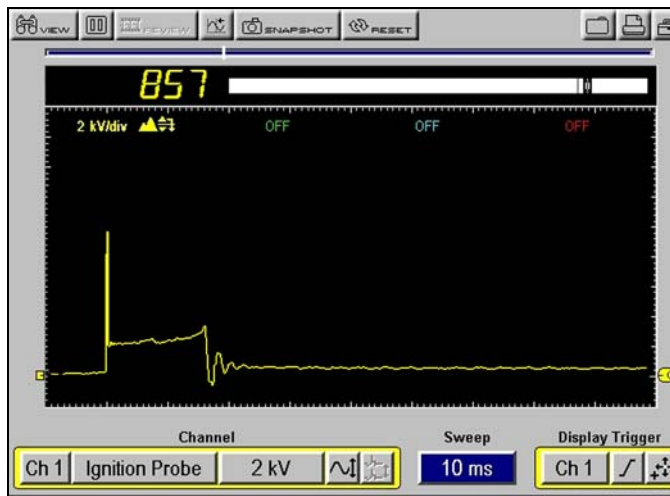 VIEW REVIEW SNAPSHOT RESET
857
2 kV/div OFF OFF OFF
Channel Sweep Display Trigger
Ch 1 Ignition Probe 2 kV 10 ms Ch 1